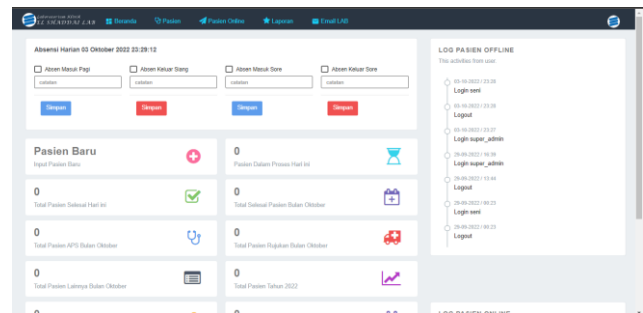 Laboratorium Klinik
EL SHADDAI LAB
Beranda
Pasien
Pasien Online
Laporan
Email LAB
Absensi Harian 03 Oktober 2022 23:29:12
Absen Masuk Pagi
Absen Keluar Siang
Absen Masuk Sore
Absen Keluar Sore
catatan
catatan
catatan
catatan
Simpan
Simpan
Simpan
Simpan
Pasien Baru
Input Pasien Baru
0
Pasien Dalam Proses Hari ini
0
Total Pasien Selesai Hari ini
0
Total Selesai Pasien Bulan Oktober
0
Total Pasien APS Bulan Oktober
0
Total Pasien Rujukan Bulan Oktober
0
Total Pasien Lainnya Bulan Oktober
0
Total Pasien Tahun 2022
0
0
LOG PASIEN OFFLINE
This activities from user
03-10-2022 / 23:28
Login seni
03-10-2022 / 23:28
Logout
03-10-2022 / 23:27
Login super_admin
29-09-2022 / 16:39
Login super_admin
29-09-2022 / 13:44
Logout
29-09-2022 / 00:23
Login seni
29-09-2022 / 00:23
Logout
LOG PASIEN ONLINE